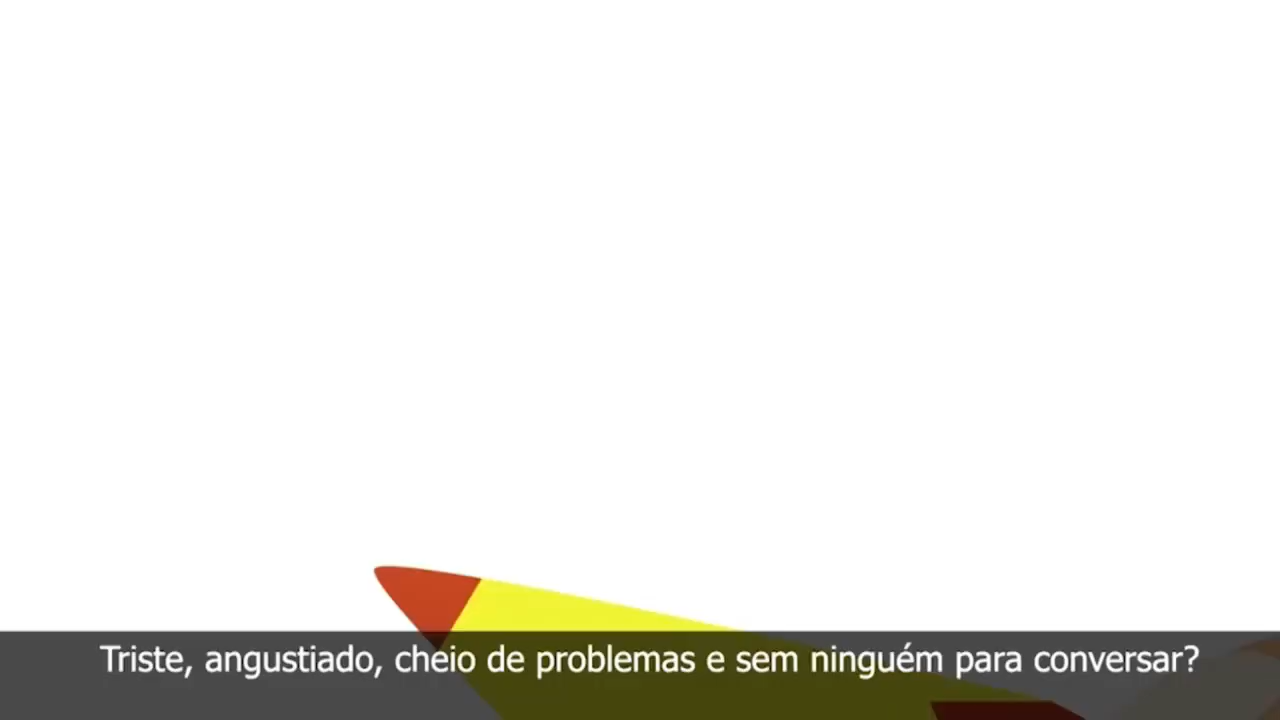 Triste, angustiado, cheio de problemas e sem ninguém para conversar?